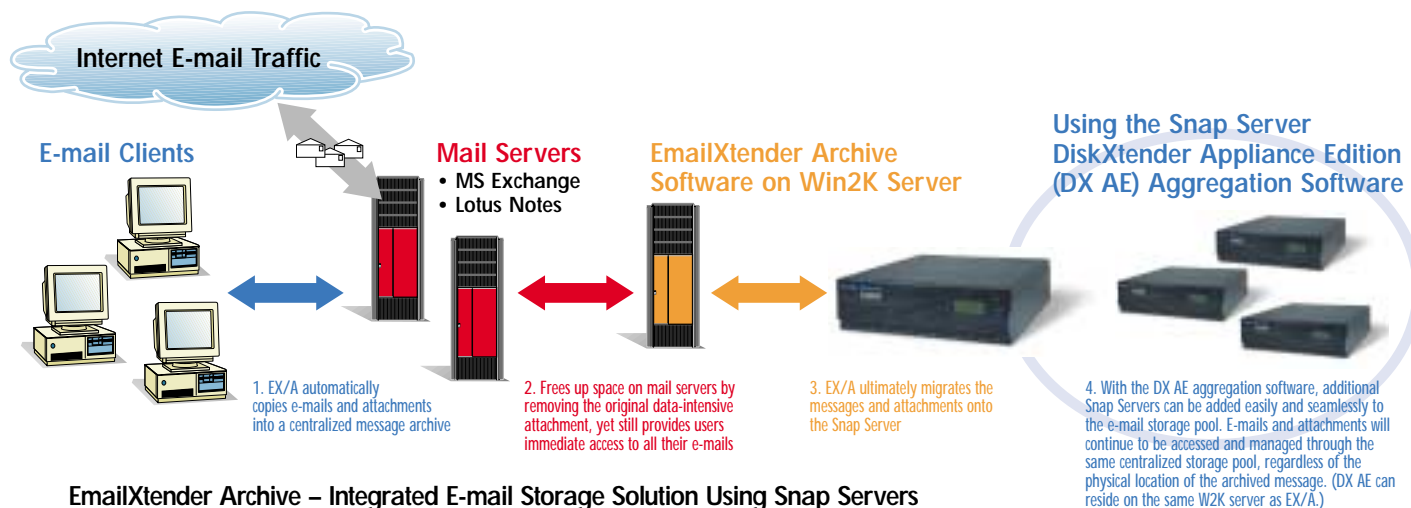 Internet E-mail Traffic
E-mail Clients
Mail Servers
• MS Exchange
• Lotus Notes
EmailXtender Archive
Software on Win2K Server
Using the Snap Server
DiskXtender Appliance Edition
(DX AE) Aggregation Software
1. EX/A automatically
copies e-mails and attachments
into a centralized message archive
2. Frees up space on mail servers by
removing the original data-intensive
attachment, yet still provides users
immediate access to all their e-mails
3. EX/A ultimately migrates the
messages and attachments onto
the Snap Server
4. With the DX AE aggregation software, additional
Snap Servers can be added easily and seamlessly to
the e-mail storage pool. E-mails and attachments will
continue to be accessed and managed through the
same centralized storage pool, regardless of the
physical location of the archived message. (DX AE can
reside on the same W2K server as EX/A.)
EmailXtender Archive – Integrated E-mail Storage Solution Using Snap Servers